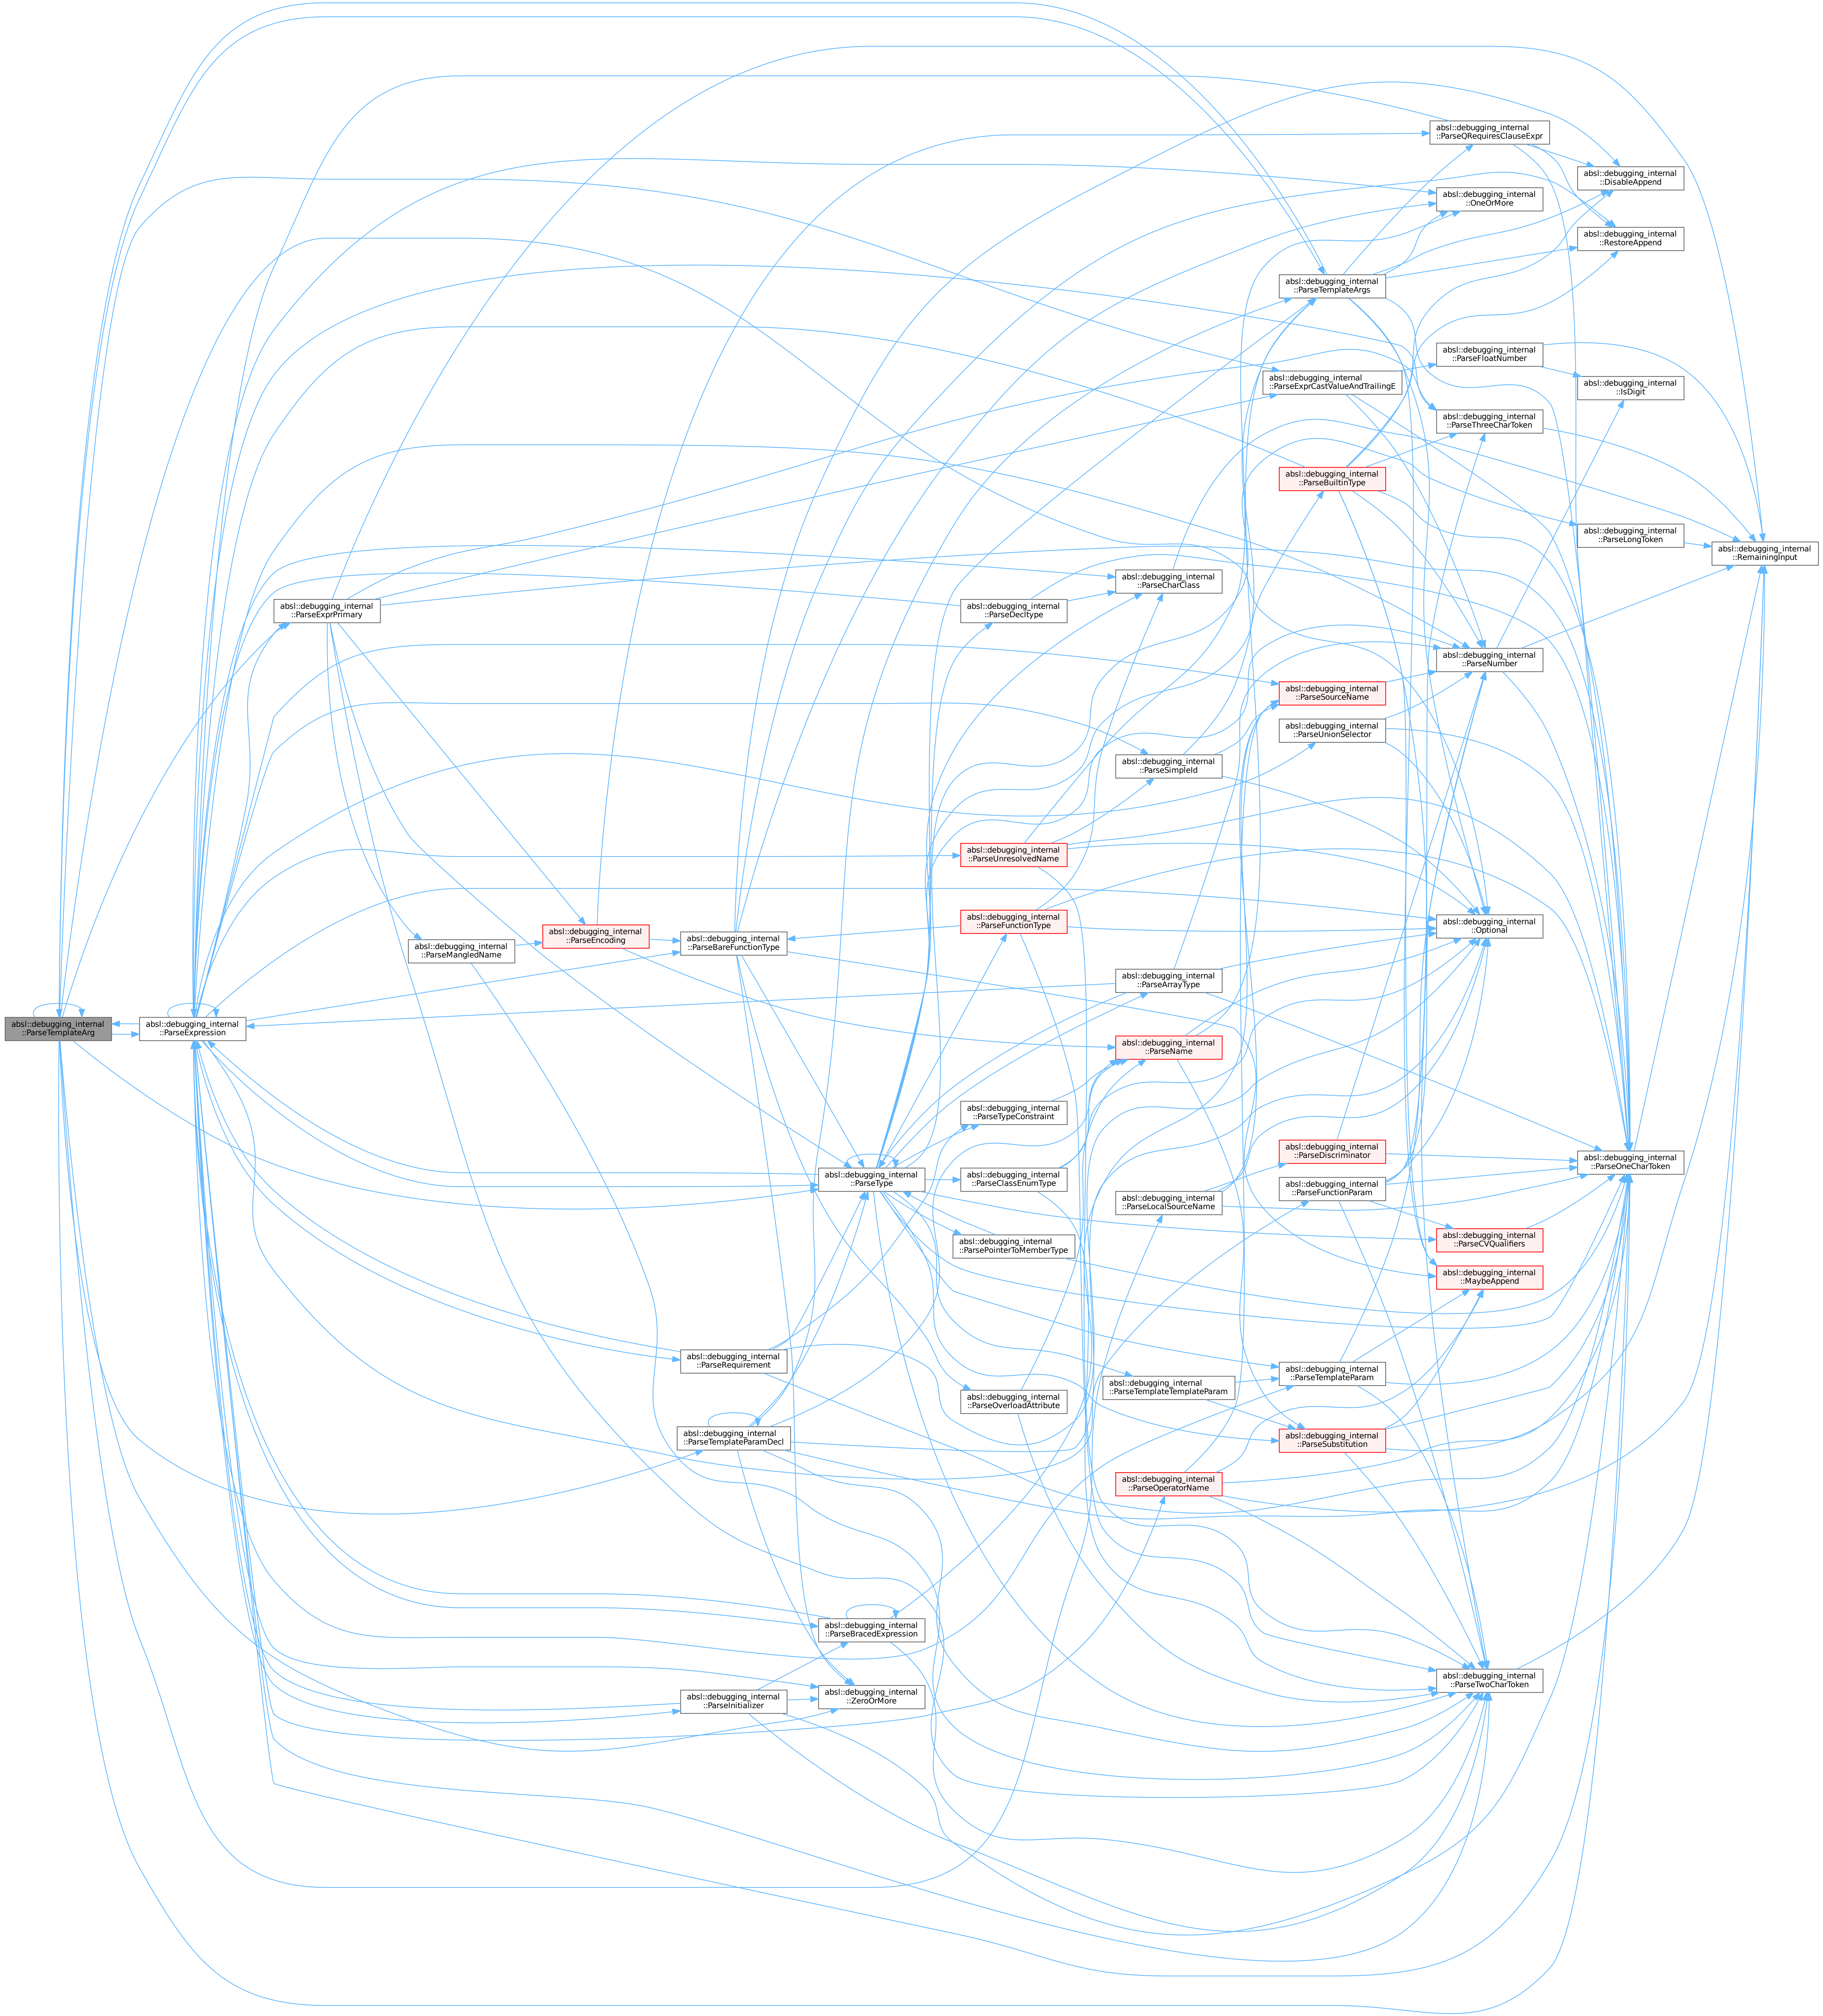 absl::debugging_internal
::ParseTemplateArg
absl::debugging_internal
::ParseExpression
absl::debugging_internal
::ParseExprPrimary
absl::debugging_internal
::ParseMangledName
absl::debugging_internal
::ParseEncoding
absl::debugging_internal
::ParseBareFunctionType
absl::debugging_internal
::ParseRequirement
absl::debugging_internal
::ParseTemplateParamDecl
absl::debugging_internal
::ParseInitializer
absl::debugging_internal
::ParseType
absl::debugging_internal
::ParseBracedExpression
absl::debugging_internal
::ZeroOrMore
absl::debugging_internal
::ParseDecltype
absl::debugging_internal
::ParseUnresolvedName
absl::debugging_internal
::ParseFunctionType
absl::debugging_internal
::ParseTypeConstraint
absl::debugging_internal
::ParseClassEnumType
absl::debugging_internal
::ParsePointerToMemberType
absl::debugging_internal
::ParseOverloadAttribute
absl::debugging_internal
::ParseCharClass
absl::debugging_internal
::ParseSimpleId
absl::debugging_internal
::ParseArrayType
absl::debugging_internal
::ParseName
absl::debugging_internal
::ParseLocalSourceName
absl::debugging_internal
::ParseTemplateTemplateParam
absl::debugging_internal
::ParseOperatorName
absl::debugging_internal
::ParseTemplateArgs
absl::debugging_internal
::ParseExprCastValueAndTrailingE
absl::debugging_internal
::ParseBuiltinType
absl::debugging_internal
::ParseSourceName
absl::debugging_internal
::ParseUnionSelector
absl::debugging_internal
::ParseDiscriminator
absl::debugging_internal
::ParseFunctionParam
absl::debugging_internal
::ParseTemplateParam
absl::debugging_internal
::ParseSubstitution
absl::debugging_internal
::ParseQRequiresClauseExpr
absl::debugging_internal
::OneOrMore
absl::debugging_internal
::ParseFloatNumber
absl::debugging_internal
::ParseThreeCharToken
absl::debugging_internal
::ParseNumber
absl::debugging_internal
::Optional
absl::debugging_internal
::ParseCVQualifiers
absl::debugging_internal
::MaybeAppend
absl::debugging_internal
::ParseTwoCharToken
absl::debugging_internal
::DisableAppend
absl::debugging_internal
::RestoreAppend
absl::debugging_internal
::IsDigit
absl::debugging_internal
::ParseLongToken
absl::debugging_internal
::ParseOneCharToken
absl::debugging_internal
::RemainingInput